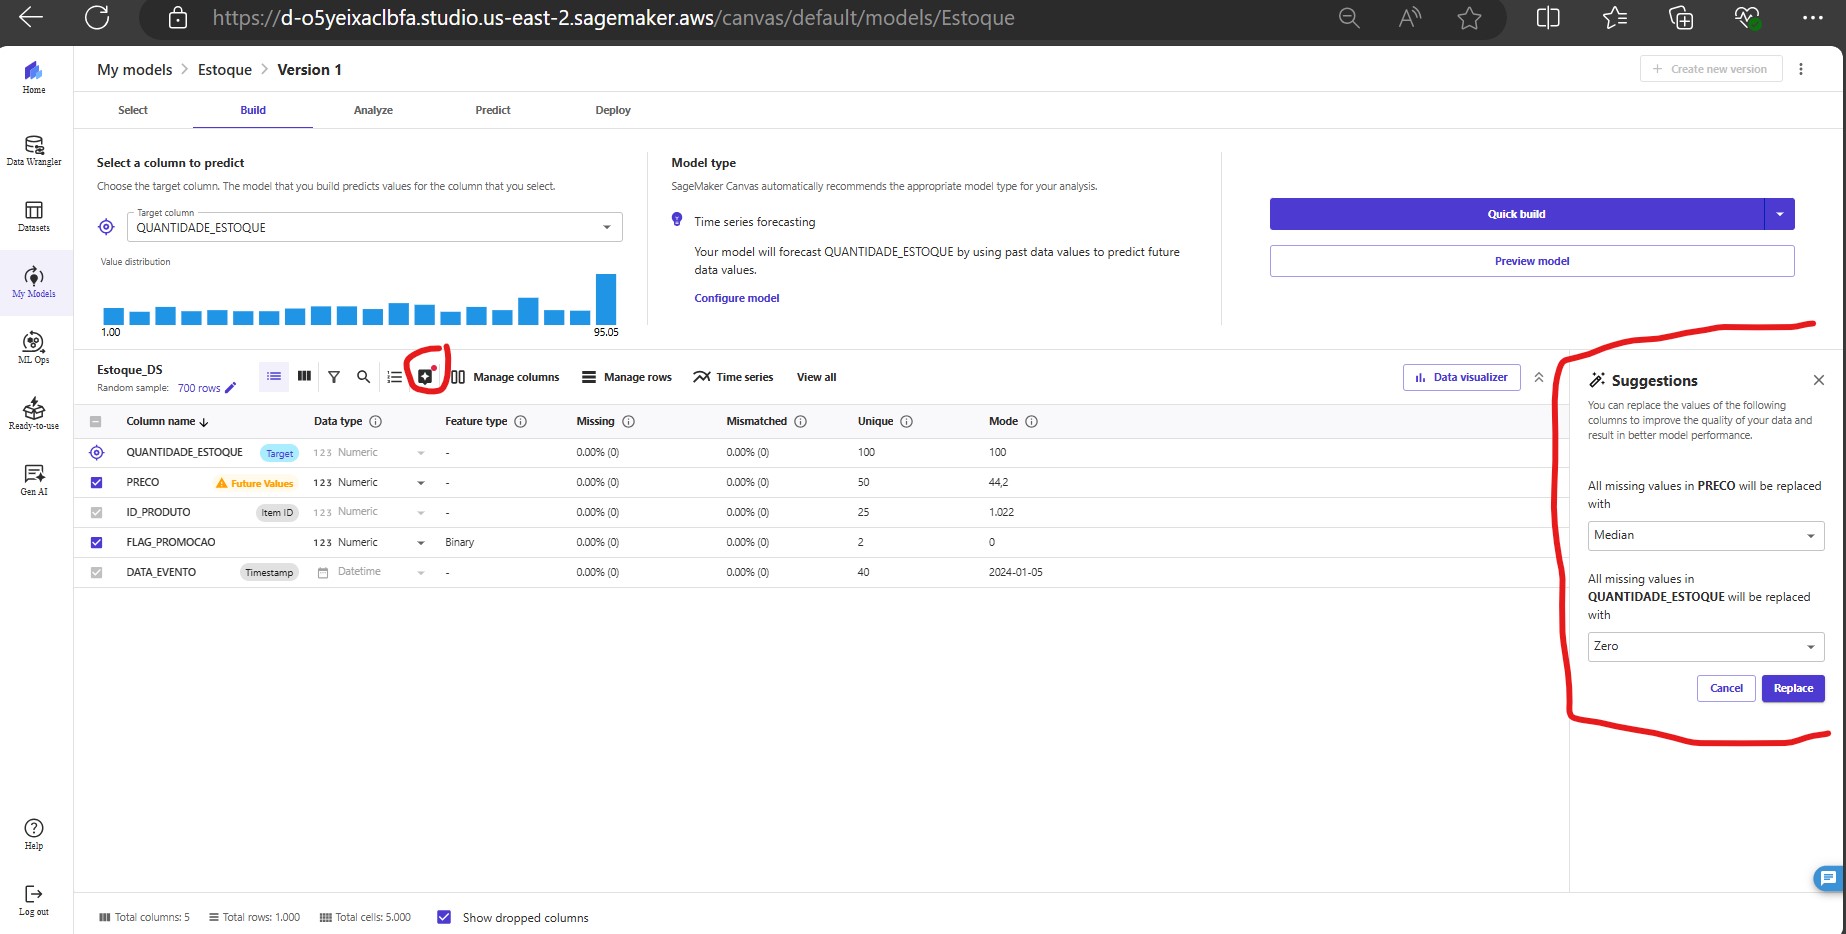 https://d-o5yeixaclbfa.studio.us-east-2.sagemaker.aws/canvas/default/models/Estoque
Home
Data Wrangler
Datasets
My Models
ML Ops
Ready-to-use
Gen AI
Help
Log out
My models > Estoque > Version 1
+ Create new version
Select Build Analyze Predict Deploy
Select a column to predict
Choose the target column. The model that you build predicts values for the column that you select.
Target column
QUANTIDADE_ESTOQUE
Value distribution
1.00 95.05
Model type
SageMaker Canvas automatically recommends the appropriate model type for your analysis.
Time series forecasting
Your model will forecast QUANTIDADE_ESTOQUE by using past data values to predict future
data values.
Configure model
Quick build
Preview model
Estoque_DS
Random sample: 700 rows
Manage columns Manage rows Time series View all
Data visualizer
Column name Data type Feature type Missing Mismatched Unique Mode
QUANTIDADE_ESTOQUE Target 123 Numeric - 0.00% (0) 0.00% (0) 100 100
PRECO Future Values 123 Numeric - 0.00% (0) 0.00% (0) 50 44,2
ID_PRODUTO Item ID 123 Numeric - 0.00% (0) 0.00% (0) 25 1.022
FLAG_PROMOCAO 123 Numeric Binary 0.00% (0) 0.00% (0) 2 0
DATA_EVENTO Timestamp Datetime - 0.00% (0) 0.00% (0) 40 2024-01-05
Suggestions
You can replace the values of the following
columns to improve the quality of your data and
result in better model performance.
All missing values in PRECO will be replaced
with
Median
All missing values in
QUANTIDADE_ESTOQUE will be replaced
with
Zero
Cancel Replace
Total columns: 5 Total rows: 1.000 Total cells: 5.000 Show dropped columns